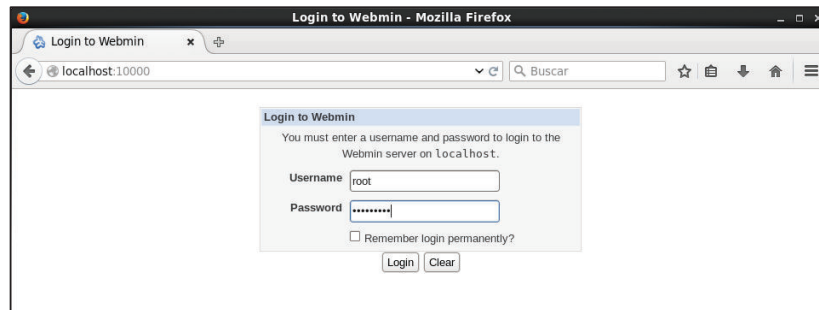 Login to Webmin - Mozilla Firefox
Login to Webmin
localhost:10000
Buscar
Login to Webmin
You must enter a username and password to login to the
Webmin server on localhost.
Username root
Password •••••••••
Remember login permanently?
Login Clear